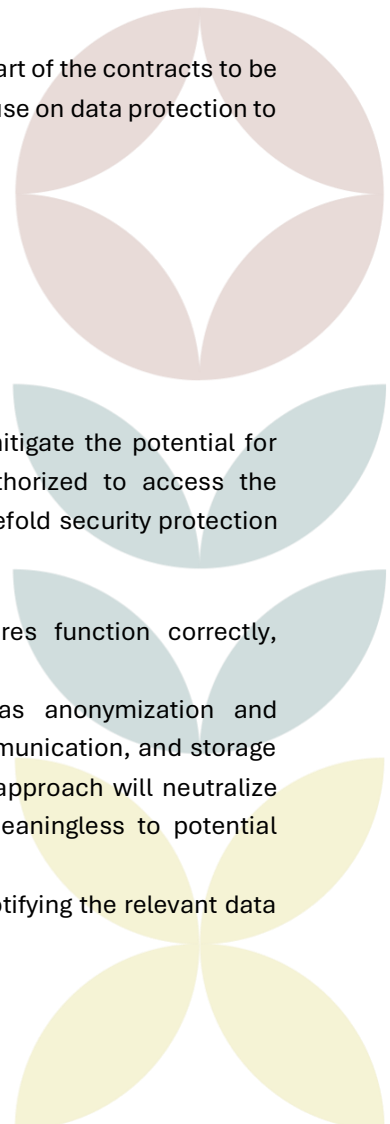 art of the contracts to be
use on data protection to
nitigate the potential for
thorized to access the
efold security protection
res function correctly,
as anonymization and
munication, and storage
approach will neutralize
eaningless to potential
otifying the relevant data